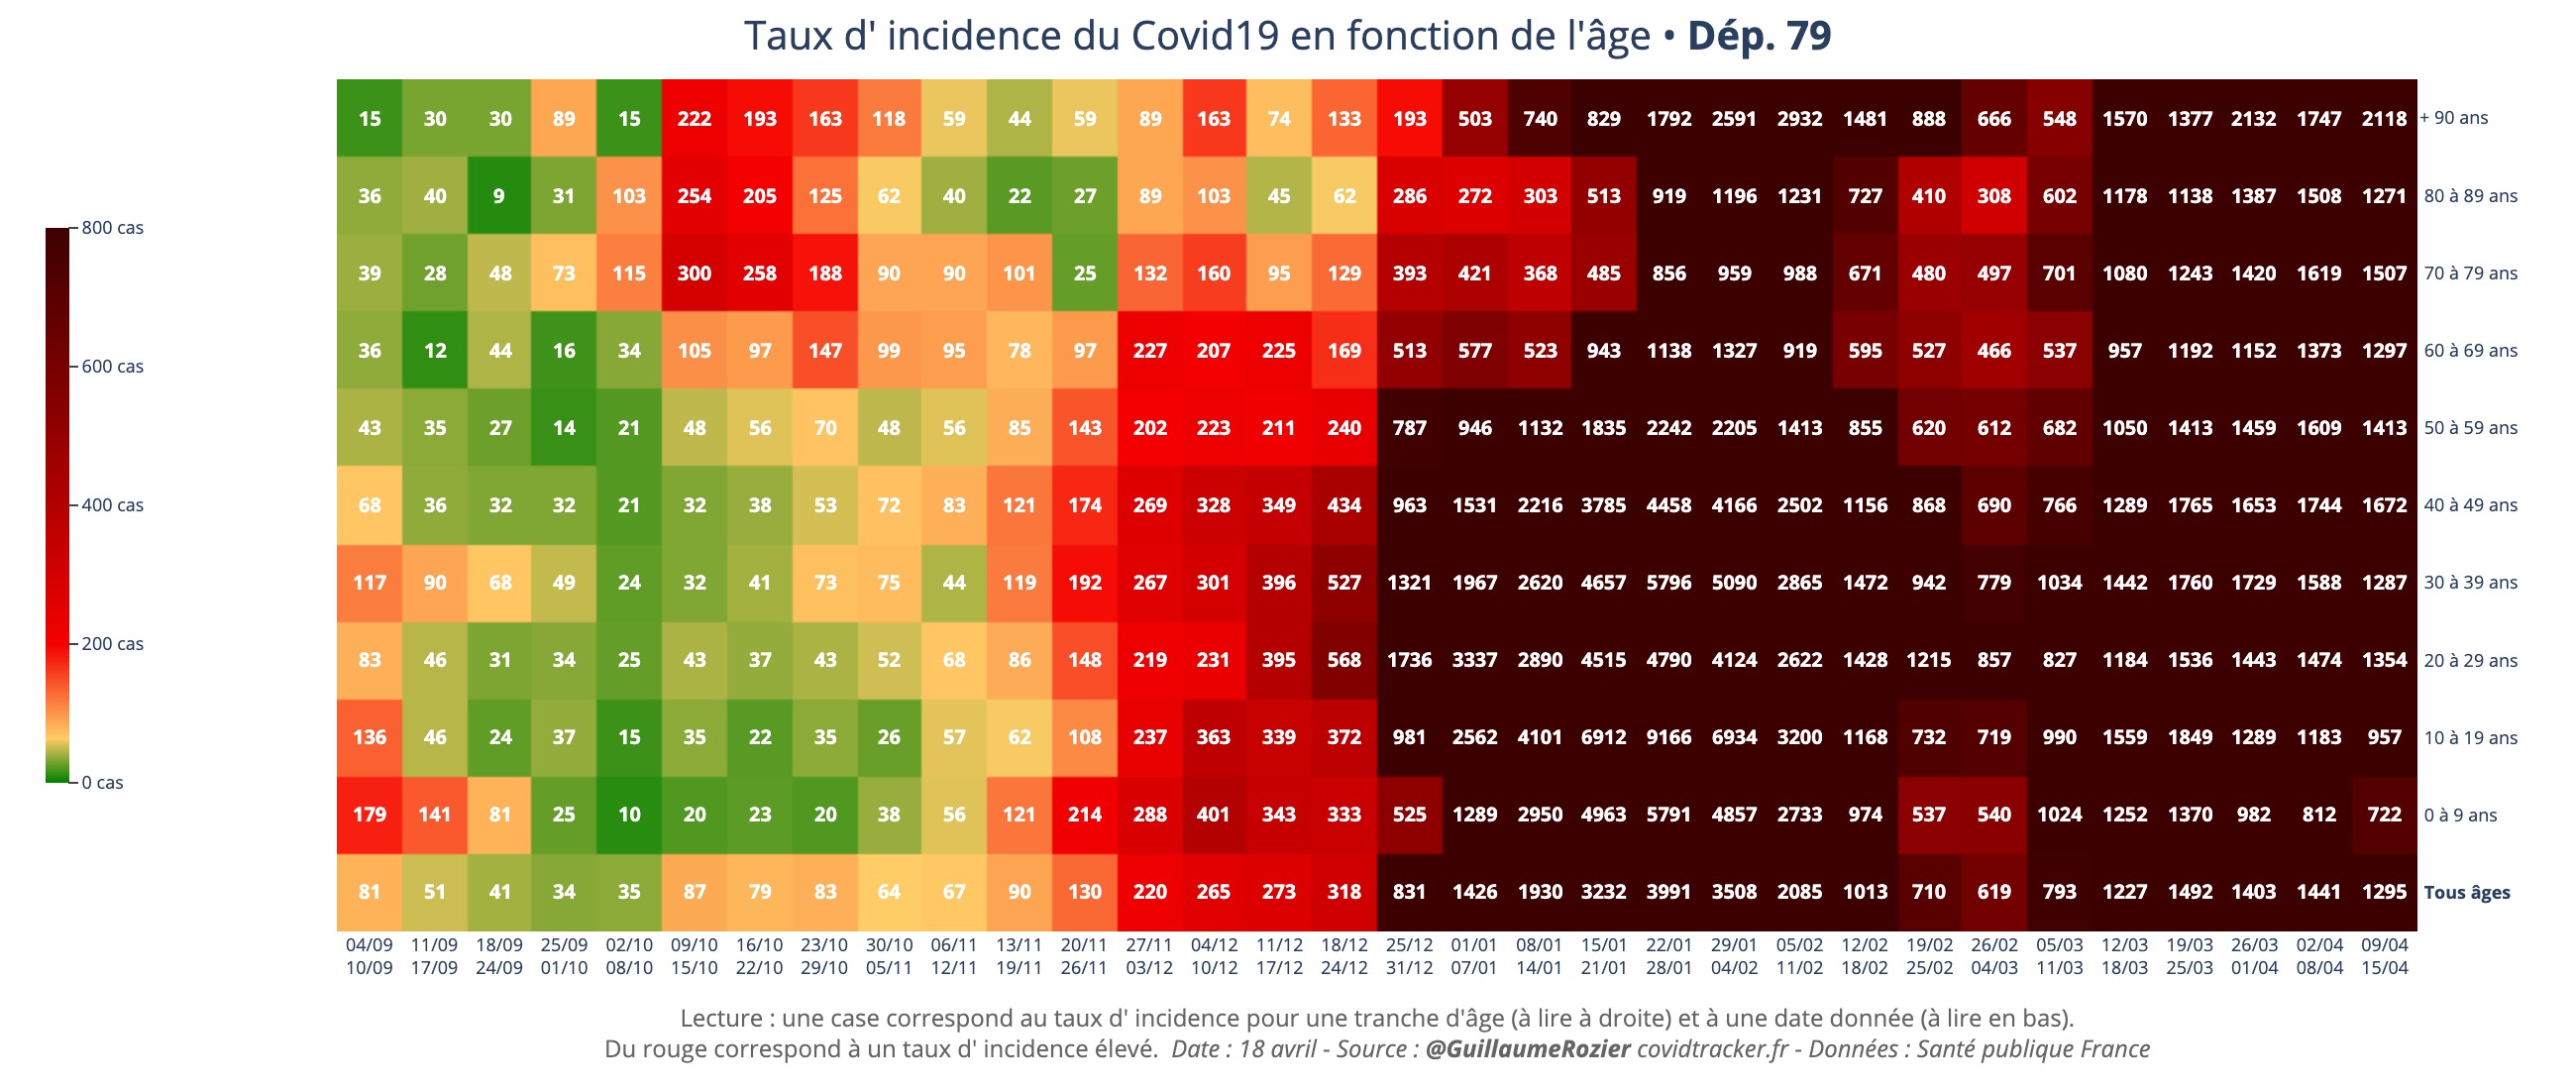 Taux d' incidence du Covid19 en fonction de l'âge • Dép. 79
800 cas
600 cas
400 cas
200 cas
0 cas
15 30 30 89 15 222 193 163 118 59 44 59 89 163 74 133 193 503 740 829 1792 2591 2932 1481 888 666 548 1570 1377 2132 1747 2118 + 90 ans
36 40 9 31 103 254 205 125 62 40 22 27 89 103 45 62 286 272 303 513 919 1196 1231 727 410 308 602 1178 1138 1387 1508 1271 80 à 89 ans
39 28 48 73 115 300 258 188 90 90 101 25 132 160 95 129 393 421 368 485 856 959 988 671 480 497 701 1080 1243 1420 1619 1507 70 à 79 ans
36 12 44 16 34 105 97 147 99 95 78 97 227 207 225 169 513 577 523 943 1138 1327 919 595 527 466 537 957 1192 1152 1373 1297 60 à 69 ans
43 35 27 14 21 48 56 70 48 56 85 143 202 223 211 240 787 946 1132 1835 2242 2205 1413 855 620 612 682 1050 1413 1459 1609 1413 50 à 59 ans
68 36 32 32 21 32 38 53 72 83 121 174 269 328 349 434 963 1531 2216 3785 4458 4166 2502 1156 868 690 766 1289 1765 1653 1744 1672 40 à 49 ans
117 90 68 49 24 32 41 73 75 44 119 192 267 301 396 527 1321 1967 2620 4657 5796 5090 2865 1472 942 779 1034 1442 1760 1729 1588 1287 30 à 39 ans
83 46 31 34 25 43 37 43 52 68 86 148 219 231 395 568 1736 3337 2890 4515 4790 4124 2622 1428 1215 857 827 1184 1536 1443 1474 1354 20 à 29 ans
136 46 24 37 15 35 22 35 26 57 62 108 237 363 339 372 981 2562 4101 6912 9166 6934 3200 1168 732 719 990 1559 1849 1289 1183 957 10 à 19 ans
179 141 81 25 10 20 23 20 38 56 121 214 288 401 343 333 525 1289 2950 4963 5791 4857 2733 974 537 540 1024 1252 1370 982 812 722 0 à 9 ans
81 51 41 34 35 87 79 83 64 67 90 130 220 265 273 318 831 1426 1930 3232 3991 3508 2085 1013 710 619 793 1227 1492 1403 1441 1295 Tous âges
04/09 11/09 18/09 25/09 02/10 09/10 16/10 23/10 30/10 06/11 13/11 20/11 27/11 04/12 11/12 18/12 25/12 01/01 08/01 15/01 22/01 29/01 05/02 12/02 19/02 26/02 05/03 12/03 19/03 26/03 02/04 09/04
10/09 17/09 24/09 01/10 08/10 15/10 22/10 29/10 05/11 12/11 19/11 26/11 03/12 10/12 17/12 24/12 31/12 07/01 14/01 21/01 28/01 04/02 11/02 18/02 25/02 04/03 11/03 18/03 25/03 01/04 08/04 15/04
Lecture : une case correspond au taux d' incidence pour une tranche d'âge (à lire à droite) et à une date donnée (à lire en bas).
Du rouge correspond à un taux d' incidence élevé. Date : 18 avril - Source : @GuillaumeRozier covidtracker.fr - Données : Santé publique France